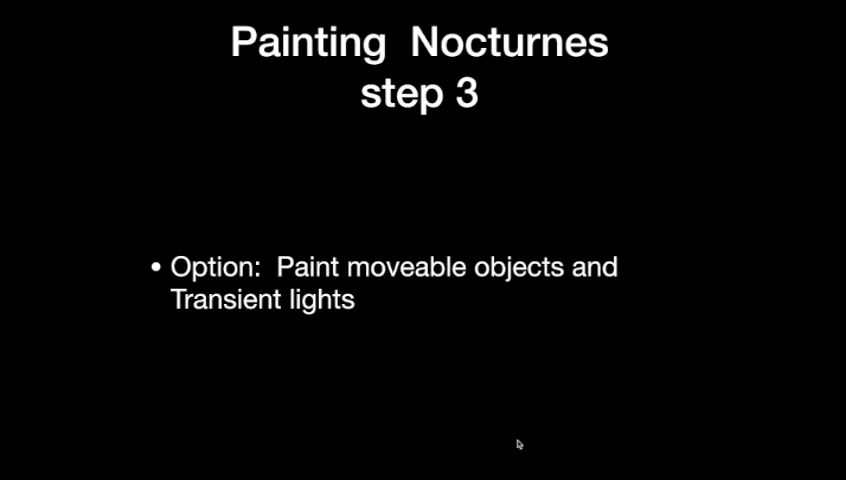 Painting  Nocturnes
step 3
• Option:  Paint moveable objects and
Transient lights